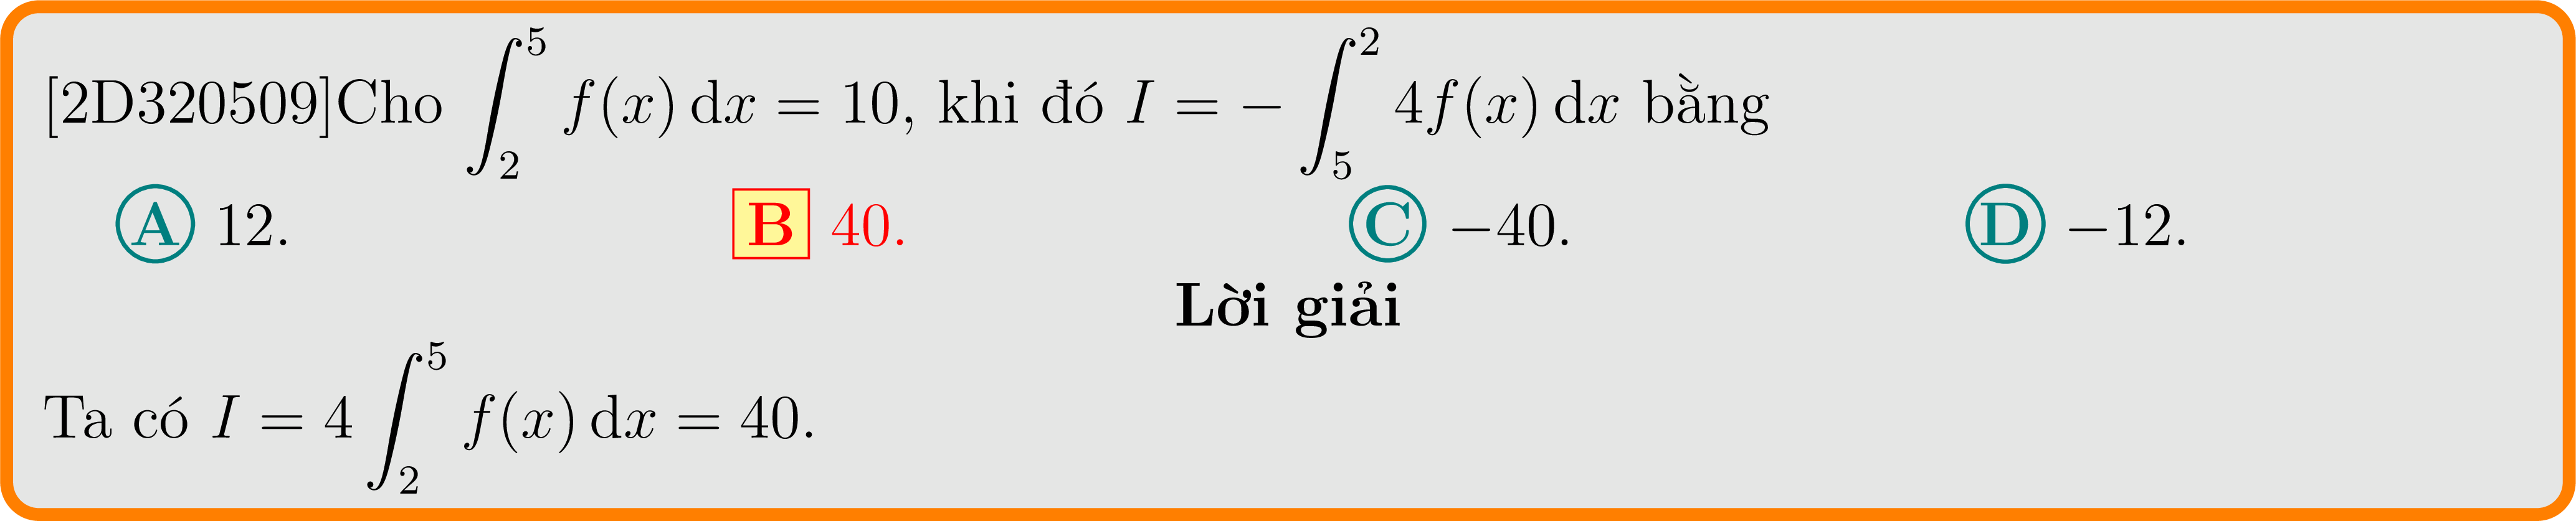 [2D320509]Cho $\int_{2}^{5} f(x)\,\mathrm{d}x = 10$, khi đó $I = -\int_{5}^{2} 4f(x)\,\mathrm{d}x$ bằng
A 12. B 40. C −40. D −12.
Lời giải
Ta có $I = 4\int_{2}^{5} f(x)\,\mathrm{d}x = 40.$